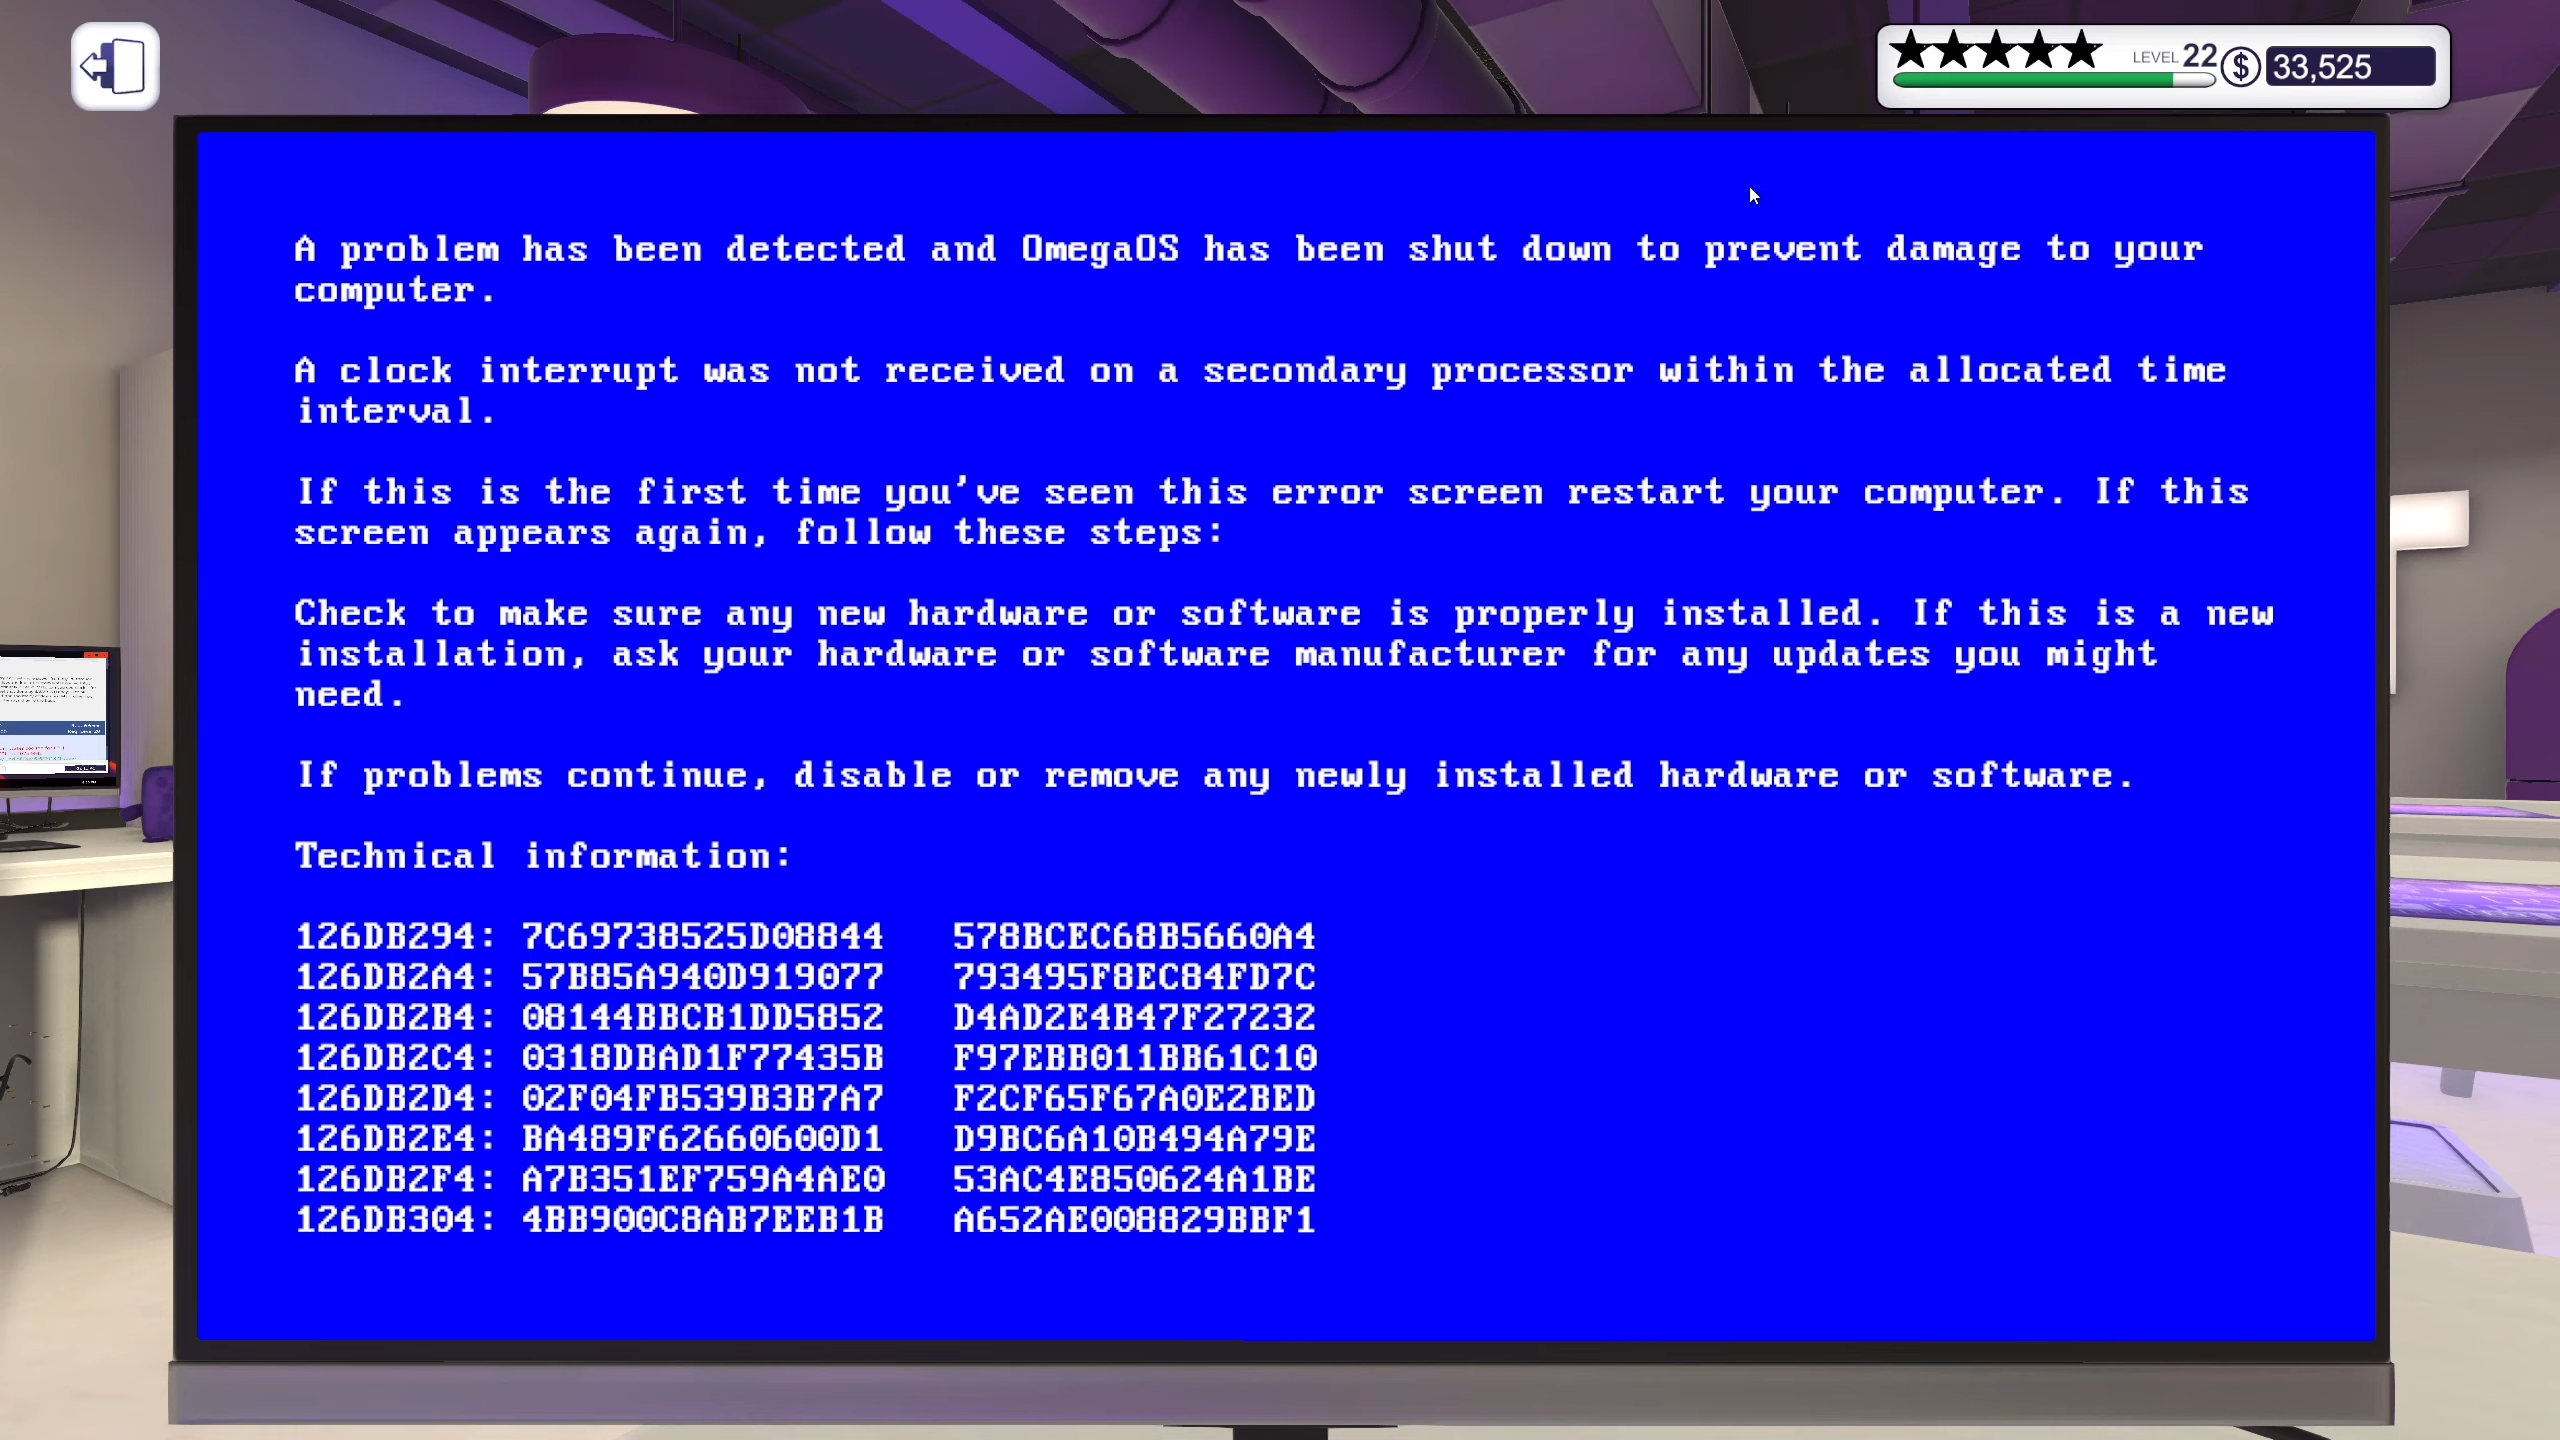 LEVEL 22 $ 33,525
A problem has been detected and OmegaOS has been shut down to prevent damage to your
computer.
A clock interrupt was not received on a secondary processor within the allocated time
interval.
If this is the first time you've seen this error screen restart your computer. If this
screen appears again, follow these steps:
Check to make sure any new hardware or software is properly installed. If this is a new
installation, ask your hardware or software manufacturer for any updates you might
need.
If problems continue, disable or remove any newly installed hardware or software.
Technical information:
126DB294: 7C69738525D08844 578BCEC68B5660A4
126DB2A4: 57B85A940D919077 793495F8EC84FD7C
126DB2B4: 08144BBCB1DD5852 D4AD2E4B47F27232
126DB2C4: 0318DBAD1F77435B F97EBB011BB61C10
126DB2D4: 02F04FB539B3B7A7 F2CF65F67A0E2BED
126DB2E4: BA489F62660600D1 D9BC6A10B494A79E
126DB2F4: A7B351EF759A4AE0 53AC4E850624A1BE
126DB304: 4BB900C8AB7EEB1B A652AE008829BBF1